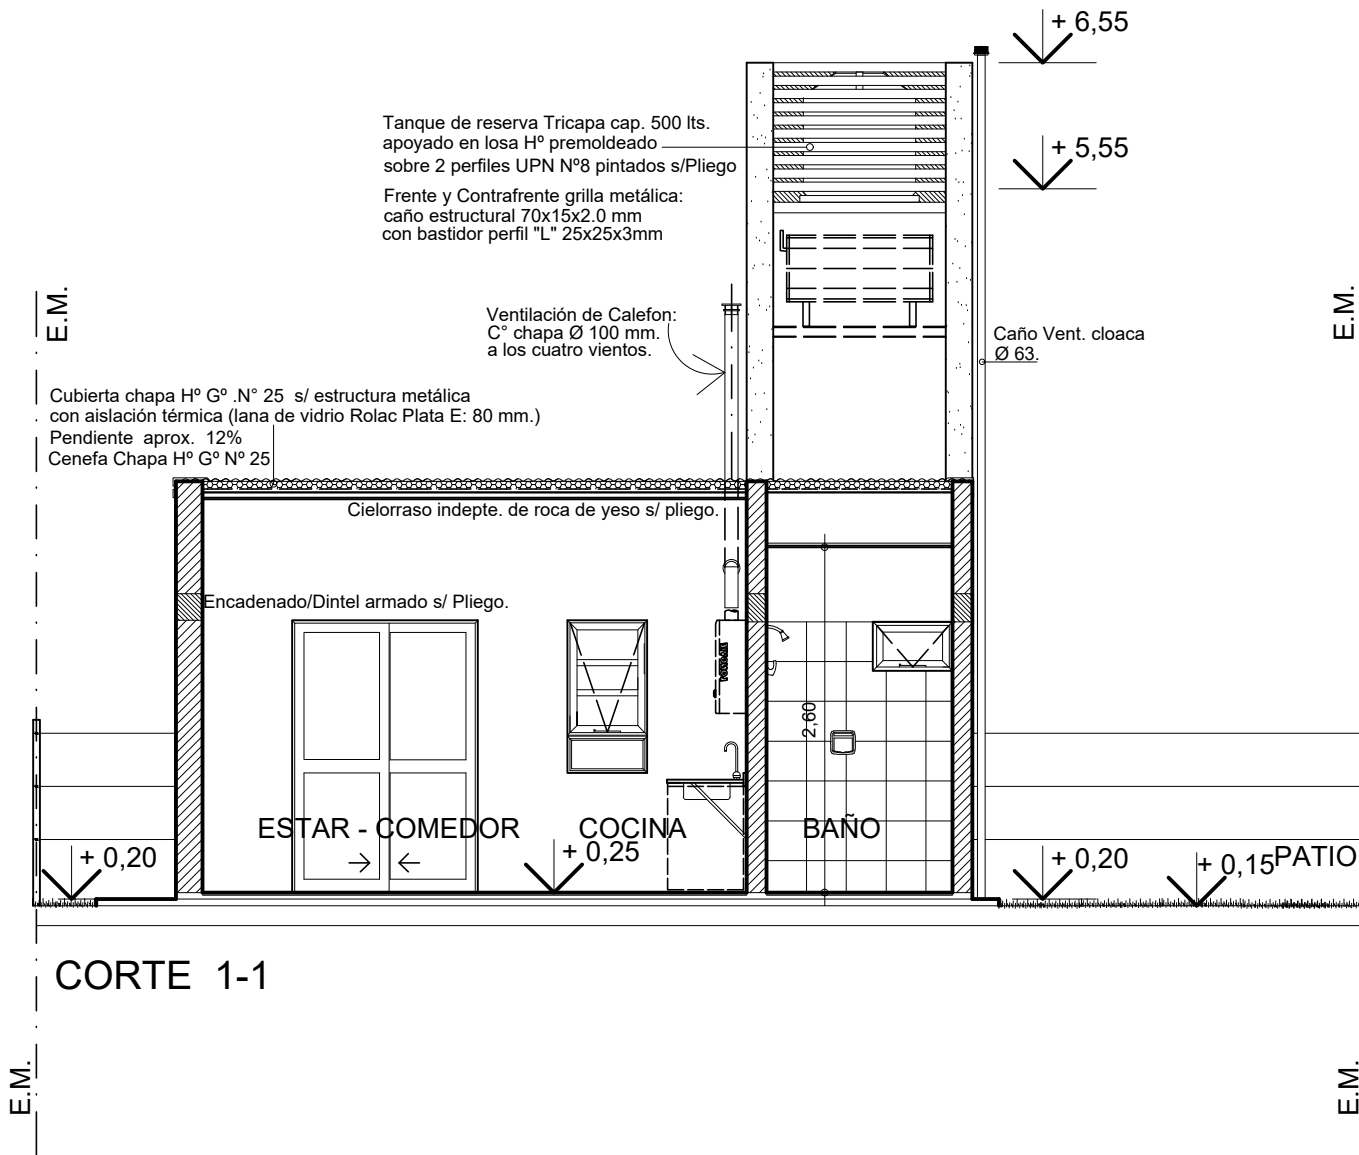 + 6,55
Tanque de reserva Tricapa cap. 500 lts.
apoyado en losa Hº premoldeado
sobre 2 perfiles UPN Nº8 pintados s/Pliego
+ 5,55
Frente y Contrafrente grilla metálica:
caño estructural 70x15x2.0 mm
con bastidor perfil "L" 25x25x3mm
E.M.
E.M.
Ventilación de Calefon:
C° chapa Ø 100 mm.
a los cuatro vientos.
Caño Vent. cloaca
Ø 63.
Cubierta chapa Hº Gº .N° 25 s/ estructura metálica
con aislación térmica (lana de vidrio Rolac Plata E: 80 mm.)
Pendiente aprox. 12%
Cenefa Chapa Hº Gº Nº 25
Cielorraso indepte. de roca de yeso s/ pliego.
Encadenado/Dintel armado s/ Pliego.
2,60
ESTAR - COMEDOR
COCINA
BAÑO
+ 0,20
+ 0,25
+ 0,20
+ 0,15
PATIO
CORTE 1-1
E.M.
E.M.